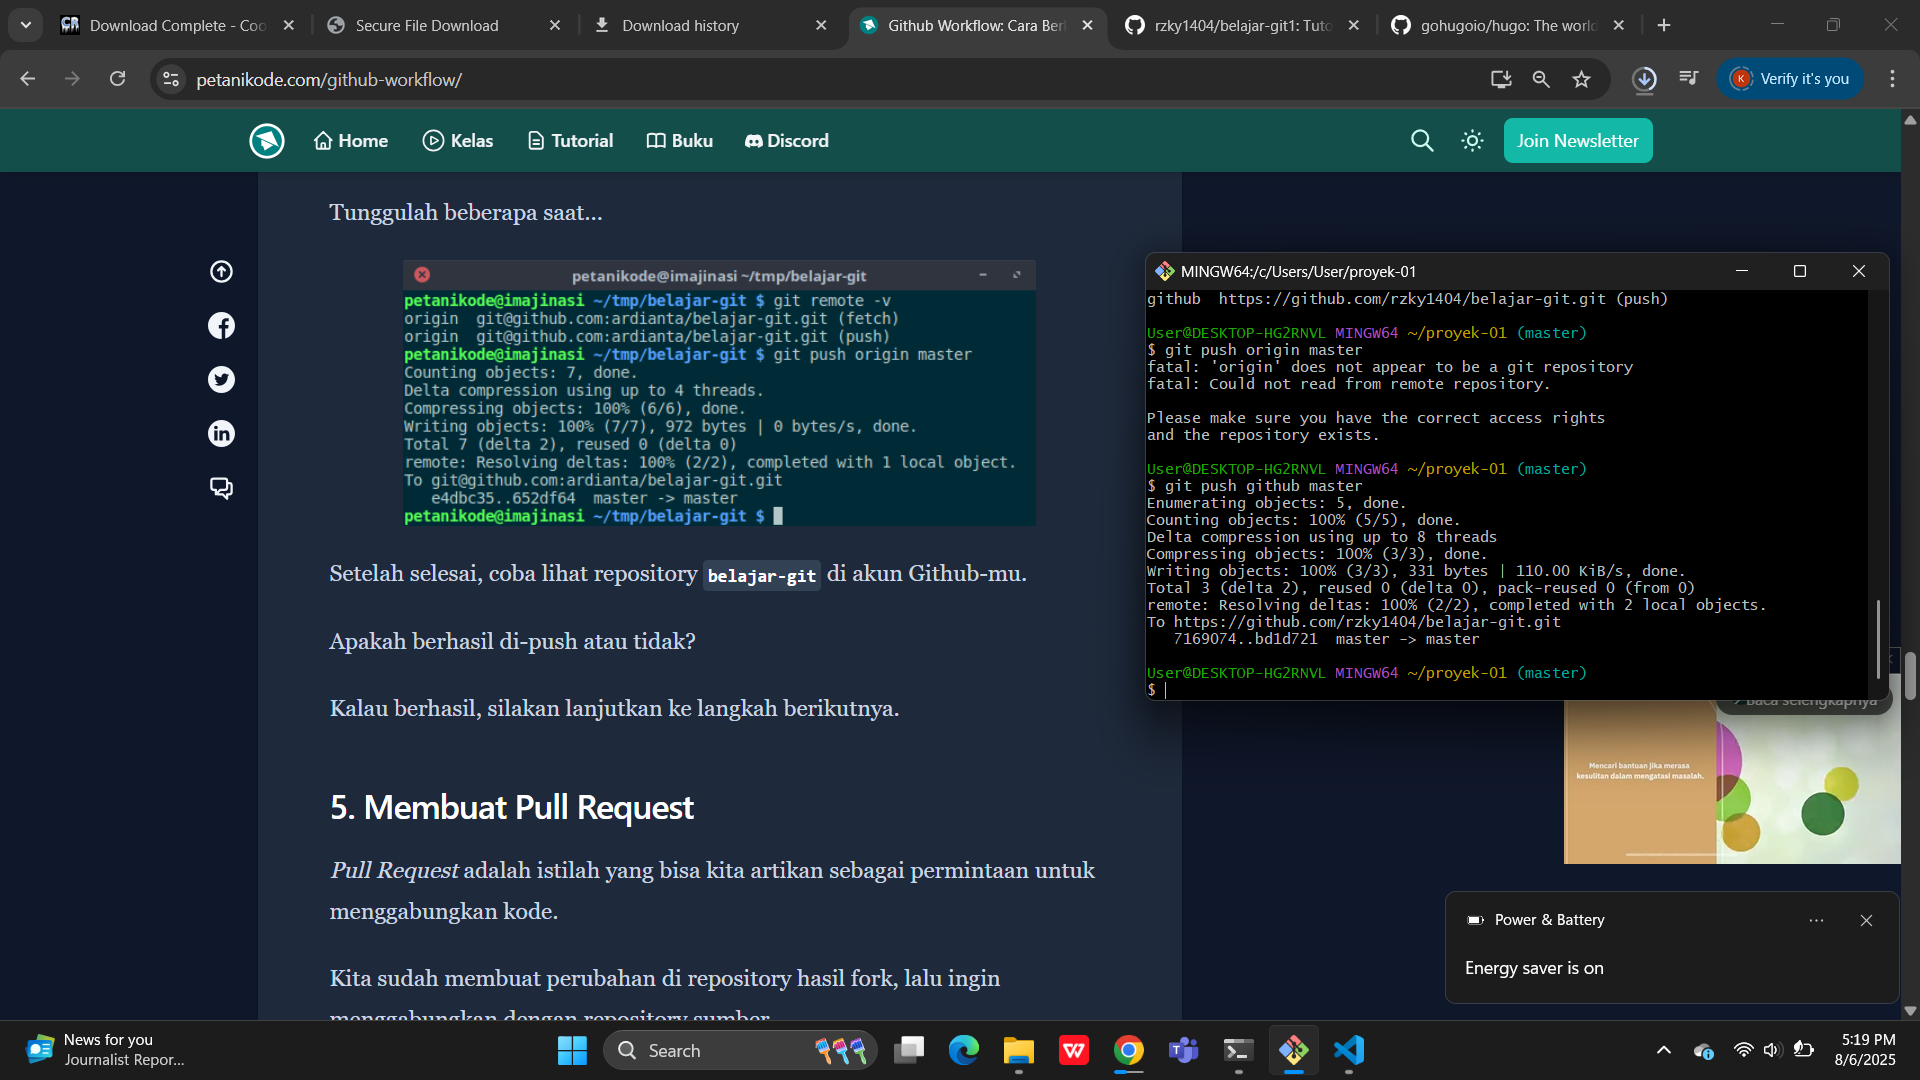 Download Complete - Coo
Secure File Download
Download history
Github Workflow: Cara Ber
rzky1404/belajar-git1: Tuto
gohugoio/hugo: The world
petanikode.com/github-workflow/
K
Verify it's you
Home
Kelas
Tutorial
Buku
Discord
Join Newsletter
Tunggulah beberapa saat...
petanikode@imajinasi ~/tmp/belajar-git
petanikode@imajinasi ~/tmp/belajar-git $ git remote -v
origin  git@github.com:ardianta/belajar-git.git (fetch)
origin  git@github.com:ardianta/belajar-git.git (push)
petanikode@imajinasi ~/tmp/belajar-git $ git push origin master
Counting objects: 7, done.
Delta compression using up to 4 threads.
Compressing objects: 100% (6/6), done.
Writing objects: 100% (7/7), 972 bytes | 0 bytes/s, done.
Total 7 (delta 2), reused 0 (delta 0)
remote: Resolving deltas: 100% (2/2), completed with 1 local object.
To git@github.com:ardianta/belajar-git.git
   e4dbc35..652df64  master -> master
petanikode@imajinasi ~/tmp/belajar-git $
Setelah selesai, coba lihat repository belajar-git di akun Github-mu.
Apakah berhasil di-push atau tidak?
Kalau berhasil, silakan lanjutkan ke langkah berikutnya.
5. Membuat Pull Request
Pull Request adalah istilah yang bisa kita artikan sebagai permintaan untuk
menggabungkan kode.
Kita sudah membuat perubahan di repository hasil fork, lalu ingin
menggabungkan dengan repository sumber.
MINGW64:/c/Users/User/proyek-01
github  https://github.com/rzky1404/belajar-git.git (push)
User@DESKTOP-HG2RNVL MINGW64 ~/proyek-01 (master)
$ git push origin master
fatal: 'origin' does not appear to be a git repository
fatal: Could not read from remote repository.
Please make sure you have the correct access rights
and the repository exists.
User@DESKTOP-HG2RNVL MINGW64 ~/proyek-01 (master)
$ git push github master
Enumerating objects: 5, done.
Counting objects: 100% (5/5), done.
Delta compression using up to 8 threads
Compressing objects: 100% (3/3), done.
Writing objects: 100% (3/3), 331 bytes | 110.00 KiB/s, done.
Total 3 (delta 2), reused 0 (delta 0), pack-reused 0 (from 0)
remote: Resolving deltas: 100% (2/2), completed with 2 local objects.
To https://github.com/rzky1404/belajar-git.git
   7169074..bd1d721  master -> master
User@DESKTOP-HG2RNVL MINGW64 ~/proyek-01 (master)
$
Baca selengkapnya
Mencari bantuan jika merasa
kesulitan dalam mengatasi masalah.
Power & Battery
Energy saver is on
News for you
Journalist Repor...
Search
5:19 PM
8/6/2025